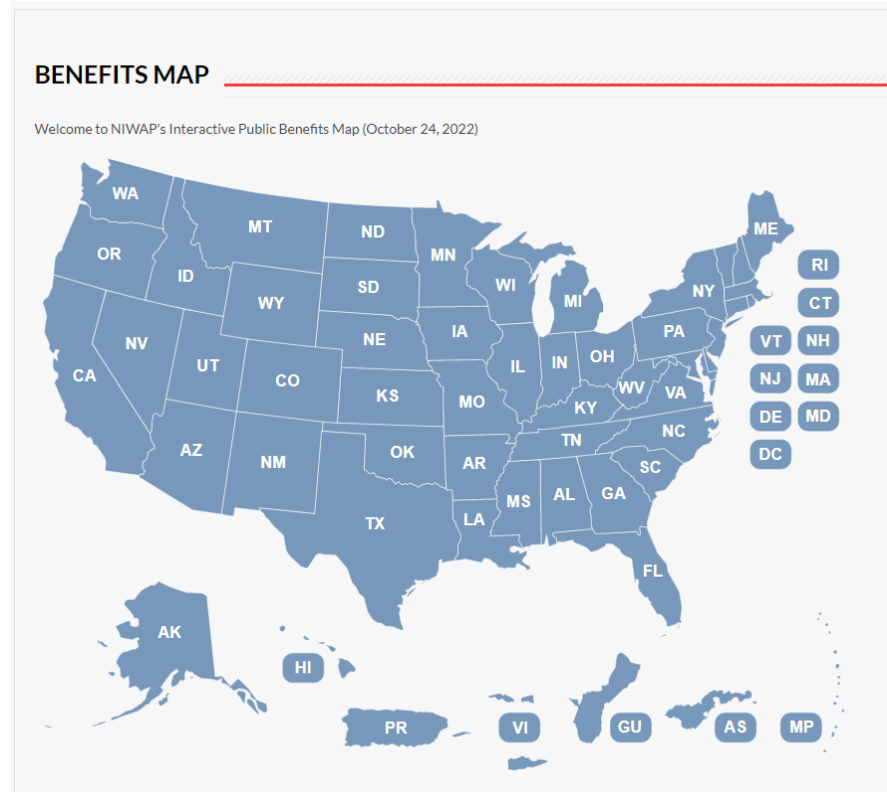 BENEFITS MAP
Welcome to NIWAP's Interactive Public Benefits Map (October 24, 2022)
WA
MT
ND
MN
ME
OR
ID
SD
WI
MI
NY
RI
WY
CT
NV
NE
IA
PA
VT
NH
CA
UT
CO
IL
IN
OH
NJ
MA
KS
MO
WV
VA
KY
DE
MD
AZ
NM
OK
AR
TN
NC
DC
SC
MS
AL
GA
TX
LA
FL
AK
HI
PR
VI
GU
AS
MP